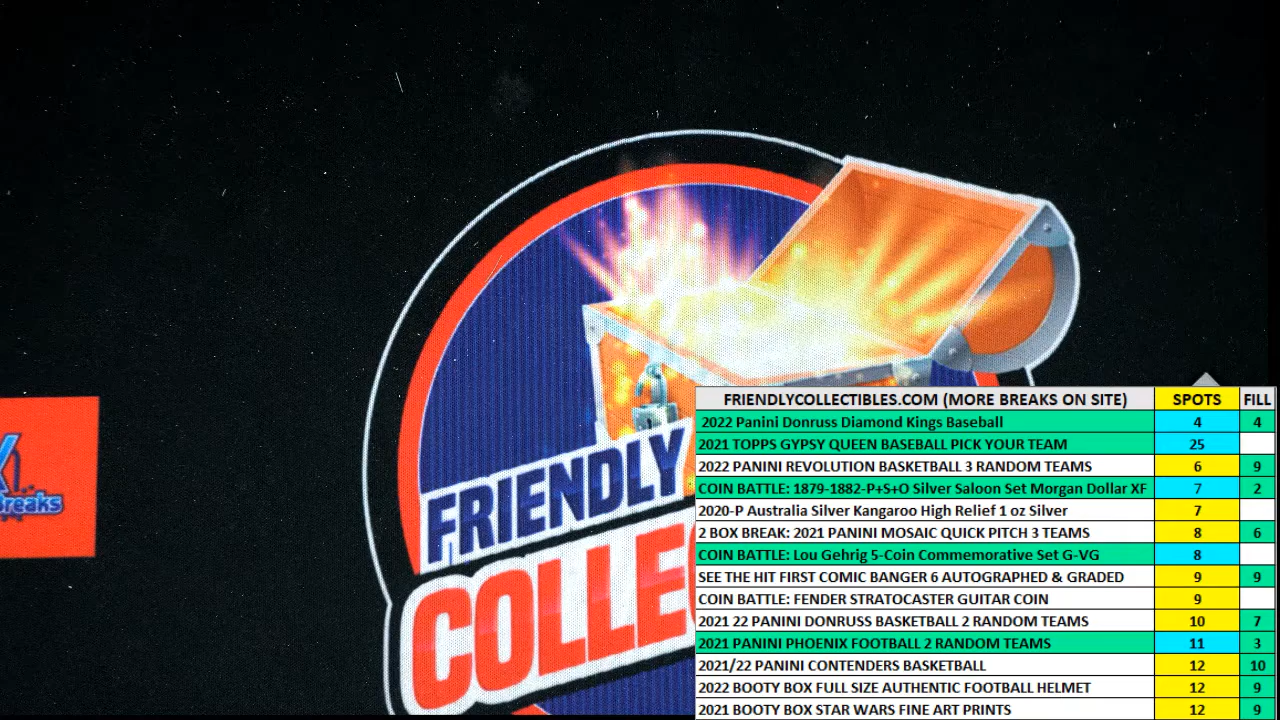 Breaks
FRIENDLY
COLLE
FRIENDLYCOLLECTIBLES.COM (MORE BREAKS ON SITE) SPOTS FILL
2022 Panini Donruss Diamond Kings Baseball 4 4
2021 TOPPS GYPSY QUEEN BASEBALL PICK YOUR TEAM 25
2022 PANINI REVOLUTION BASKETBALL 3 RANDOM TEAMS 6 9
COIN BATTLE: 1879-1882-P+S+O Silver Saloon Set Morgan Dollar XF 7 2
2020-P Australia Silver Kangaroo High Relief 1 oz Silver 7
2 BOX BREAK: 2021 PANINI MOSAIC QUICK PITCH 3 TEAMS 8 6
COIN BATTLE: Lou Gehrig 5-Coin Commemorative Set G-VG 8
SEE THE HIT FIRST COMIC BANGER 6 AUTOGRAPHED & GRADED 9 9
COIN BATTLE: FENDER STRATOCASTER GUITAR COIN 9
2021 22 PANINI DONRUSS BASKETBALL 2 RANDOM TEAMS 10 7
2021 PANINI PHOENIX FOOTBALL 2 RANDOM TEAMS 11 3
2021/22 PANINI CONTENDERS BASKETBALL 12 10
2022 BOOTY BOX FULL SIZE AUTHENTIC FOOTBALL HELMET 12 9
2021 BOOTY BOX STAR WARS FINE ART PRINTS 12 9